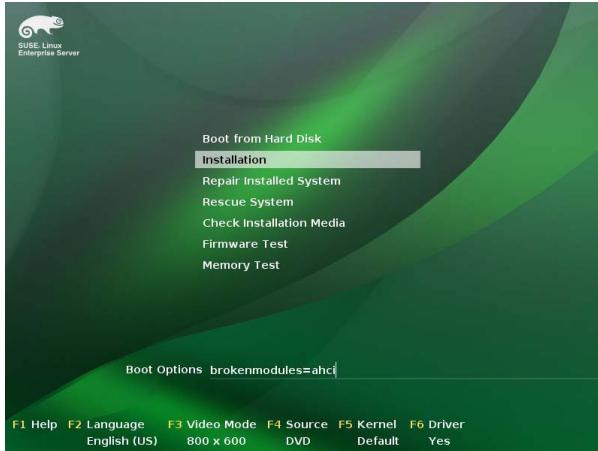 SUSE. Linux
Enterprise Server
Boot from Hard Disk
Installation
Repair Installed System
Rescue System
Check Installation Media
Firmware Test
Memory Test
Boot Options brokenmodules=ahci
F1 Help F2 Language F3 Video Mode F4 Source F5 Kernel F6 Driver
English (US) 800 x 600 DVD Default Yes